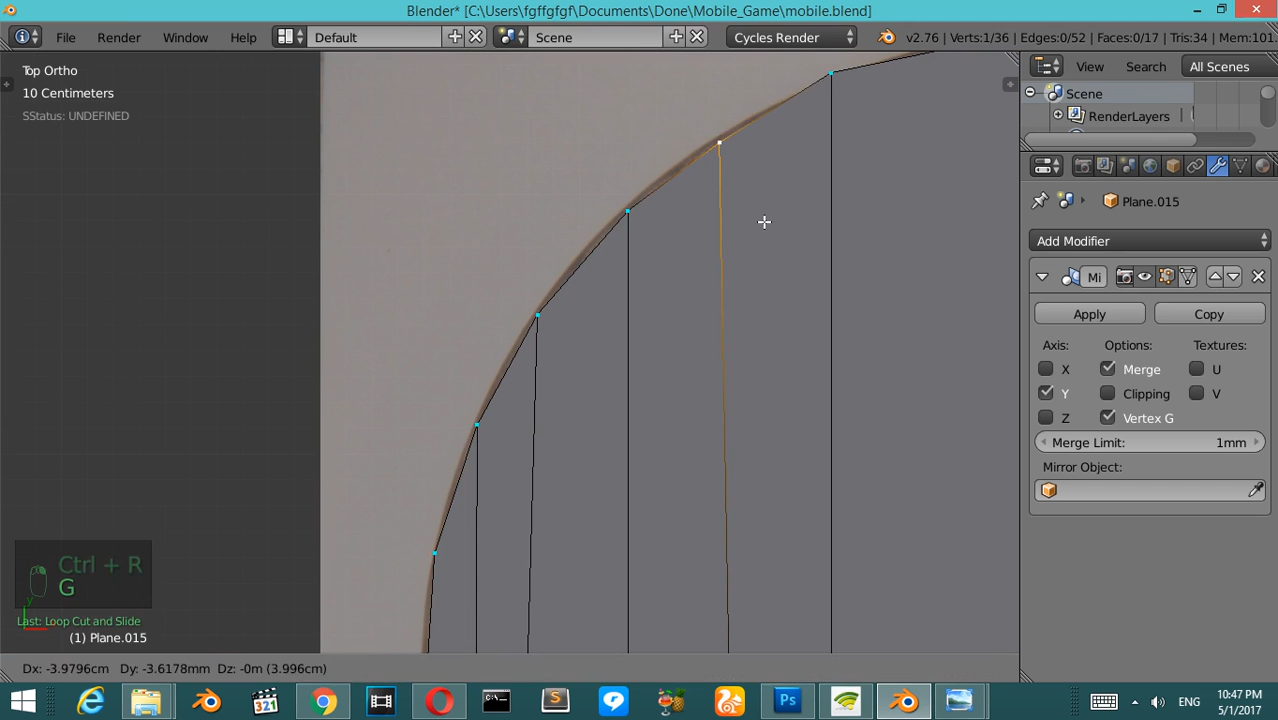 Blender* [C:\Users\fgffgfgf\Documents\Done\Mobile_Game\mobile.blend]
File Render Window Help Default Scene Cycles Render v2.76 | Verts:1/36 | Edges:0/52 | Faces:0/17 | Tris:34 | Mem:101
Top Ortho
10 Centimeters
SStatus: UNDEFINED
View Search All Scenes
Scene
RenderLayers
Plane.015
Add Modifier
Mi
Apply Copy
Axis: Options: Textures:
X Merge U
Y Clipping V
Z Vertex G
Merge Limit: 1mm
Mirror Object:
Ctrl + R
G
y
Last: Loop Cut and Slide
(1) Plane.015
Dx: -3.9796cm Dy: -3.6178mm Dz: -0m (3.996cm)
321
S
Ps
ENG
10:47 PM
5/1/2017